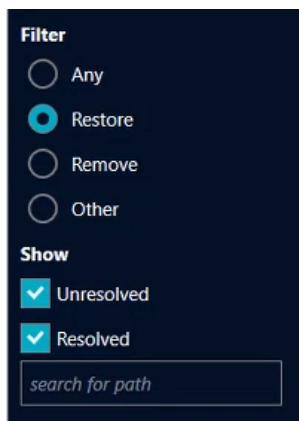 Filter
Any
Restore
Remove
Other
Show
Unresolved
Resolved
search for path